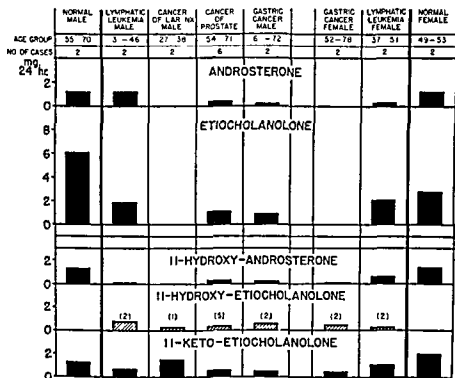 NORMAL MALE LYMPHATIC LEUKEMIA MALE CANCER OF LAR NX MALE CANCER OF PROSTATE GASTRIC CANCER MALE GASTRIC CANCER FEMALE LYMPHATIC LEUKEMIA FEMALE NORMAL FEMALE
AGE GROUP 55 70 3 -46 27 38 54 71 6 -72 52-78 37 51 49-53
NO OF CASES 2 2 2 6 2 2 2 2
mg
24 hr
ANDROSTERONE
2
0
ETIOCHOLANOLONE
8
6
4
2
0
11-HYDROXY-ANDROSTERONE
2
0
11-HYDROXY-ETIOCHOLANOLONE
2
0
(2) (1) (5) (2) (2) (2)
11-KETO-ETIOCHOLANOLONE
2
0